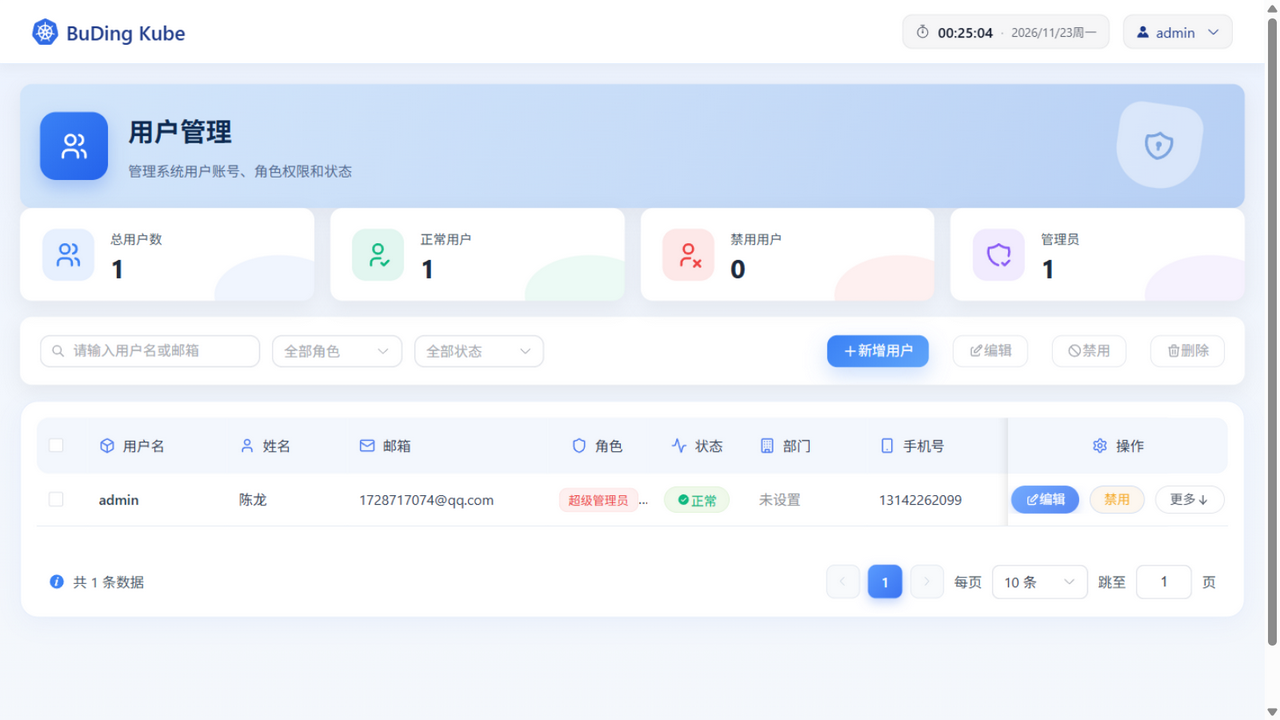 BuDing Kube
00:25:04 · 2026/11/23周一
admin
用户管理
管理系统用户账号、角色权限和状态
总用户数
1
正常用户
1
禁用用户
0
管理员
1
请输入用户名或邮箱
全部角色
全部状态
+新增用户
编辑
禁用
删除
用户名 姓名 邮箱 角色 状态 部门 手机号 操作
admin 陈龙 1728717074@qq.com 超级管理员 ... 正常 未设置 13142262099 编辑 禁用 更多↓
共 1 条数据
1 每页 10 条 跳至 1 页